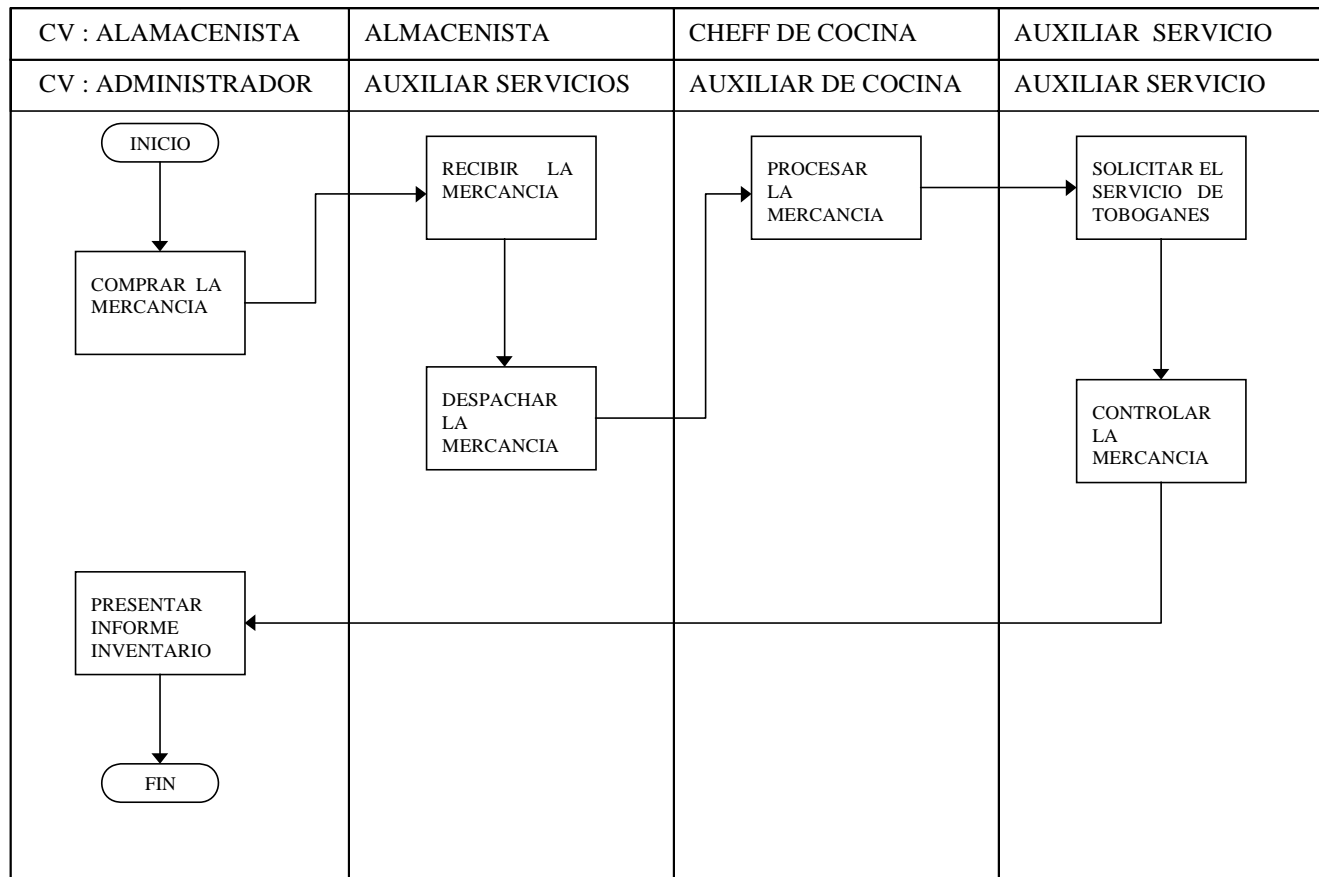 CV : ALAMACENISTA
ALMACENISTA
CHEFF DE COCINA
AUXILIAR SERVICIO
CV : ADMINISTRADOR
AUXILIAR SERVICIOS
AUXILIAR DE COCINA
AUXILIAR SERVICIO
INICIO
COMPRAR LA
MERCANCIA
RECIBIR LA
MERCANCIA
DESPACHAR
LA
MERCANCIA
PROCESAR
LA
MERCANCIA
SOLICITAR EL
SERVICIO DE
TOBOGANES
CONTROLAR
LA
MERCANCIA
PRESENTAR
INFORME
INVENTARIO
FIN